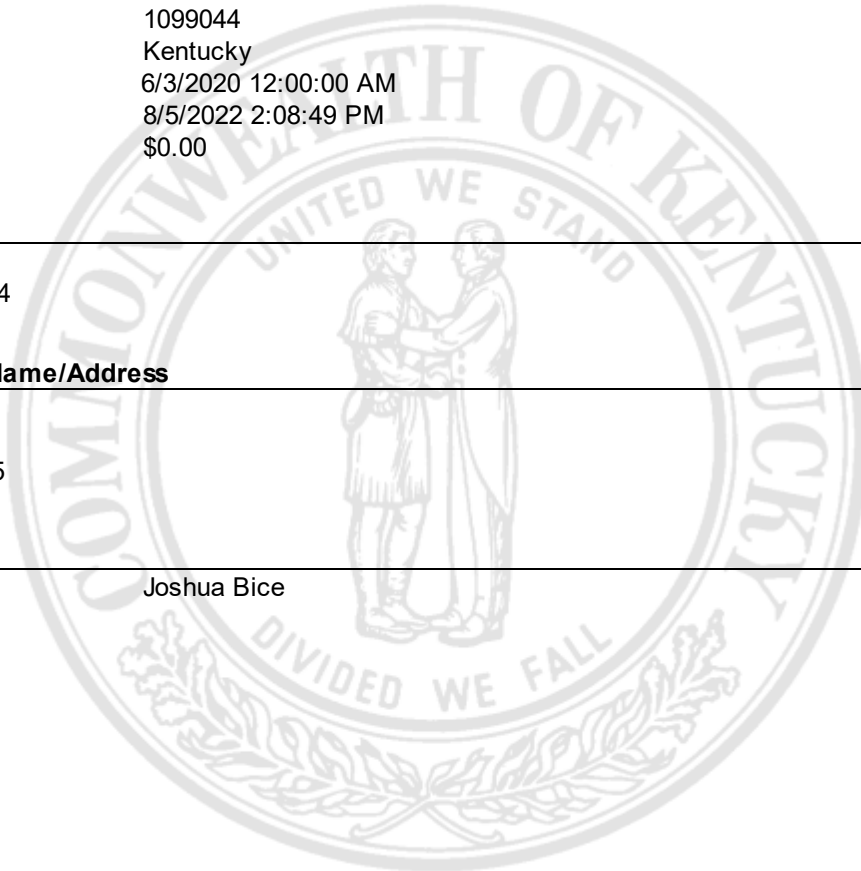 1099044
Kentucky
6/3/2020 12:00:00 AM
8/5/2022 2:08:49 PM
$0.00
COMMONWEALTH OF KENTUCKY
UNITED WE STAND
4
Name/Address
5
Joshua Bice
DIVIDED WE FALL